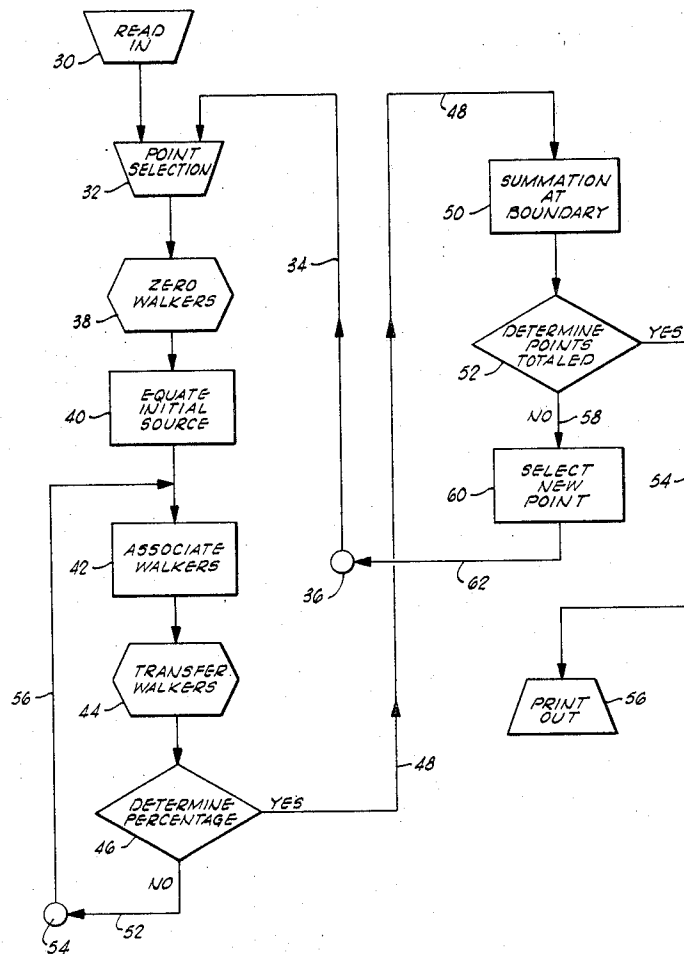 READ
IN
30
POINT
SELECTION
32
ZERO
WALKERS
38
EQUATE
INITIAL
SOURCE
40
ASSOCIATE
WALKERS
42
TRANSFER
WALKERS
44
56
DETERMINE
PERCENTAGE
46
YES
NO
52
54
34
36
48
48
SUMMATION
AT
BOUNDARY
50
DETERMINE
POINTS
TOTALED
52
YES
NO
58
SELECT
NEW
POINT
60
54
62
PRINT
OUT
56